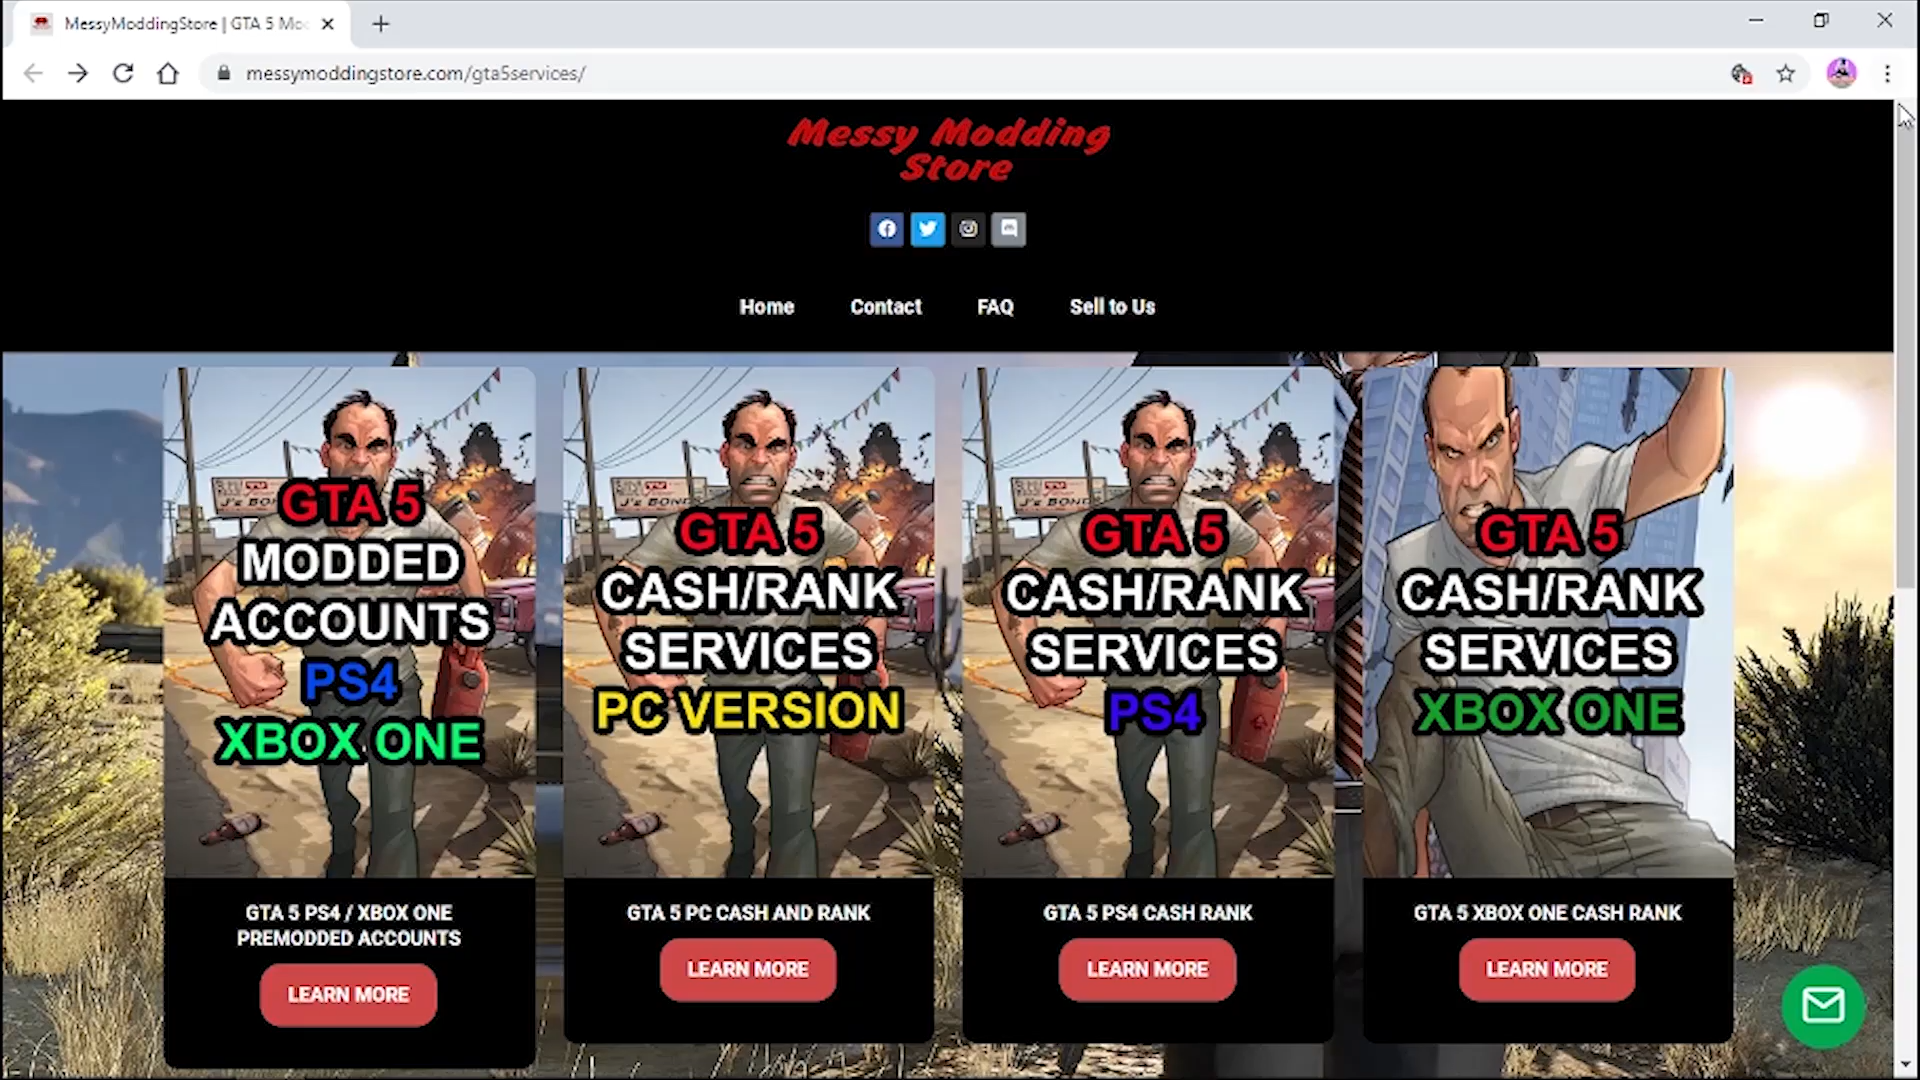 MessyModdingStore | GTA 5 Mo
messymoddingstore.com/gta5services/
Messy Modding
Store
Home Contact FAQ Sell to Us
GTA 5
MODDED
ACCOUNTS
PS4
XBOX ONE
GTA 5 PS4 / XBOX ONE
PREMODDED ACCOUNTS
LEARN MORE
GTA 5
CASH/RANK
SERVICES
PC VERSION
GTA 5 PC CASH AND RANK
LEARN MORE
GTA 5
CASH/RANK
SERVICES
PS4
GTA 5 PS4 CASH RANK
LEARN MORE
GTA 5
CASH/RANK
SERVICES
XBOX ONE
GTA 5 XBOX ONE CASH RANK
LEARN MORE